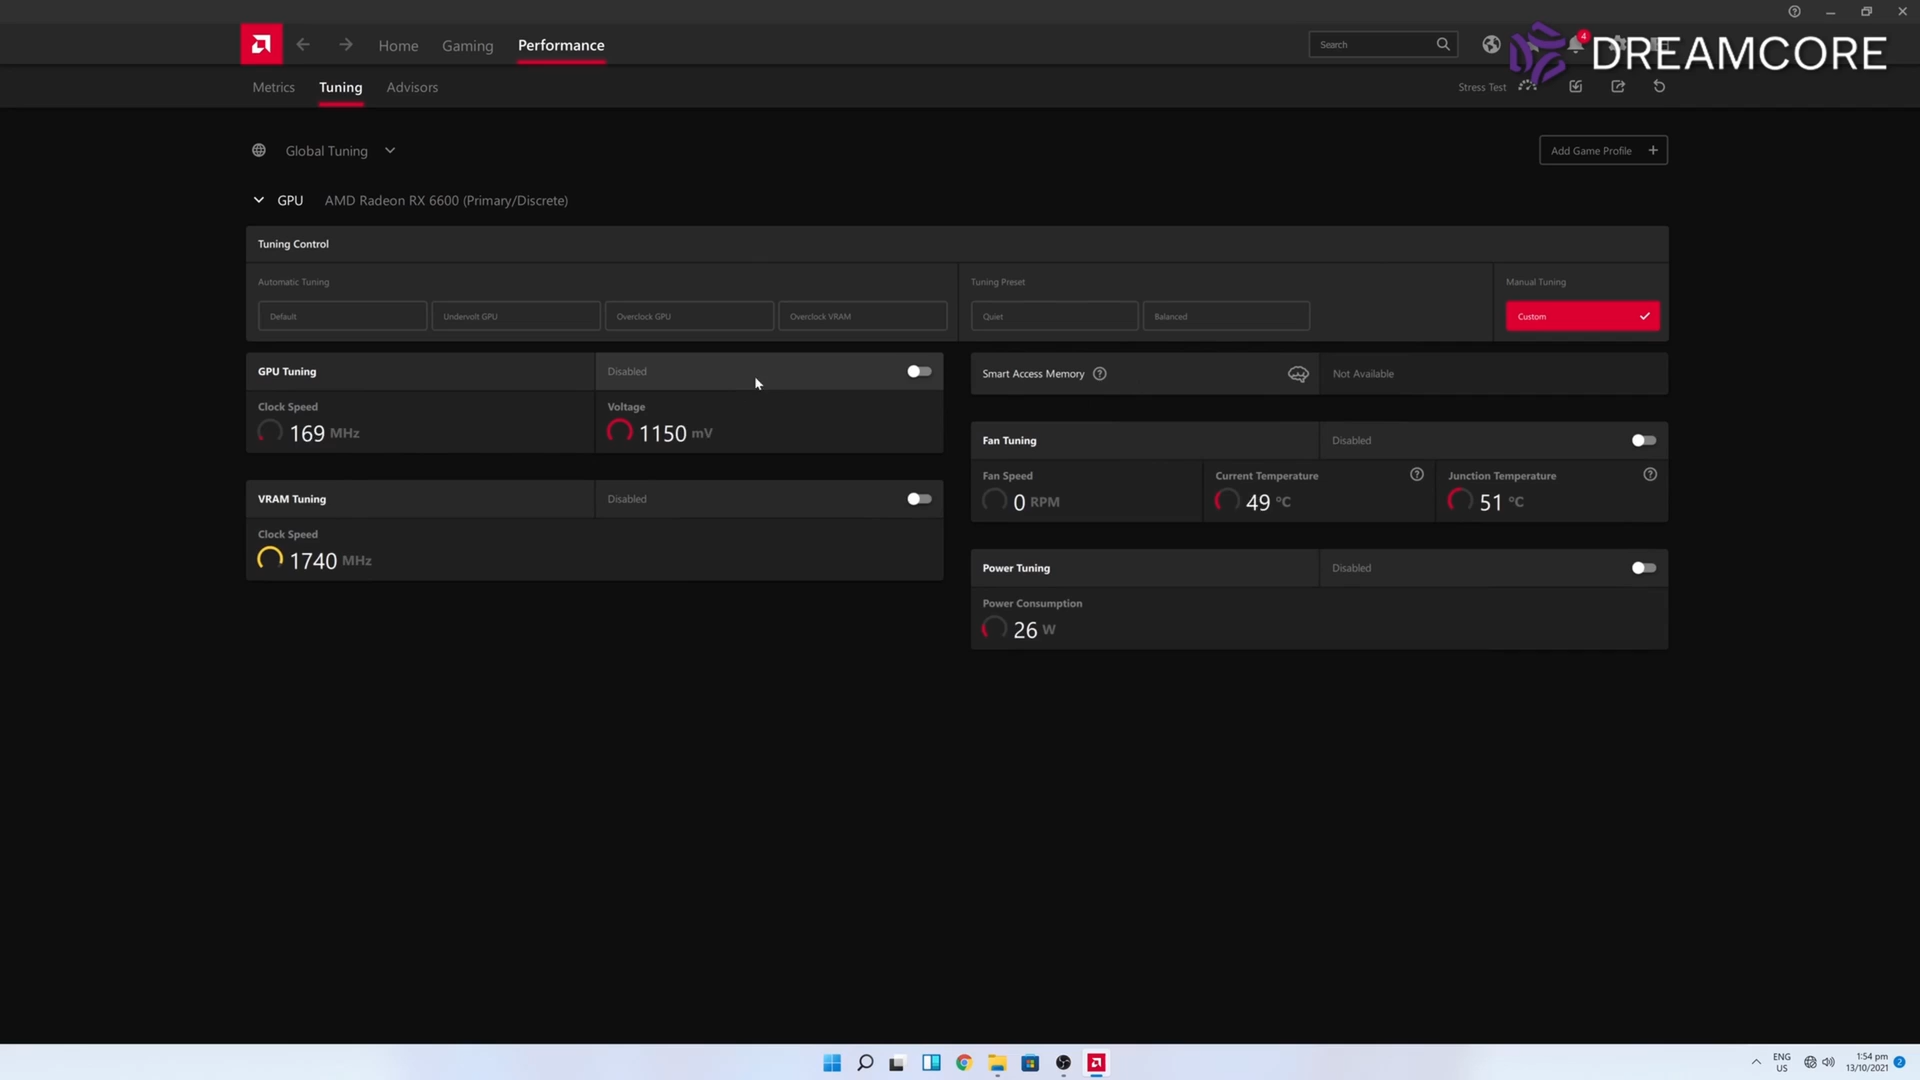 Home
Gaming
Performance
Search
4
DREAMCORE
Metrics
Tuning
Advisors
Stress Test
Global Tuning
Add Game Profile
GPU
AMD Radeon RX 6600 (Primary/Discrete)
Tuning Control
Automatic Tuning
Tuning Preset
Manual Tuning
Default
Undervolt GPU
Overclock GPU
Overclock VRAM
Quiet
Balanced
Custom
GPU Tuning
Disabled
Clock Speed
169 MHz
Voltage
1150 mV
Smart Access Memory
Not Available
VRAM Tuning
Disabled
Clock Speed
1740 MHz
Fan Tuning
Disabled
Fan Speed
0 RPM
Current Temperature
49 °C
Junction Temperature
51 °C
Power Tuning
Disabled
Power Consumption
26 W
ENG
US
1:54 pm
13/10/2021
2